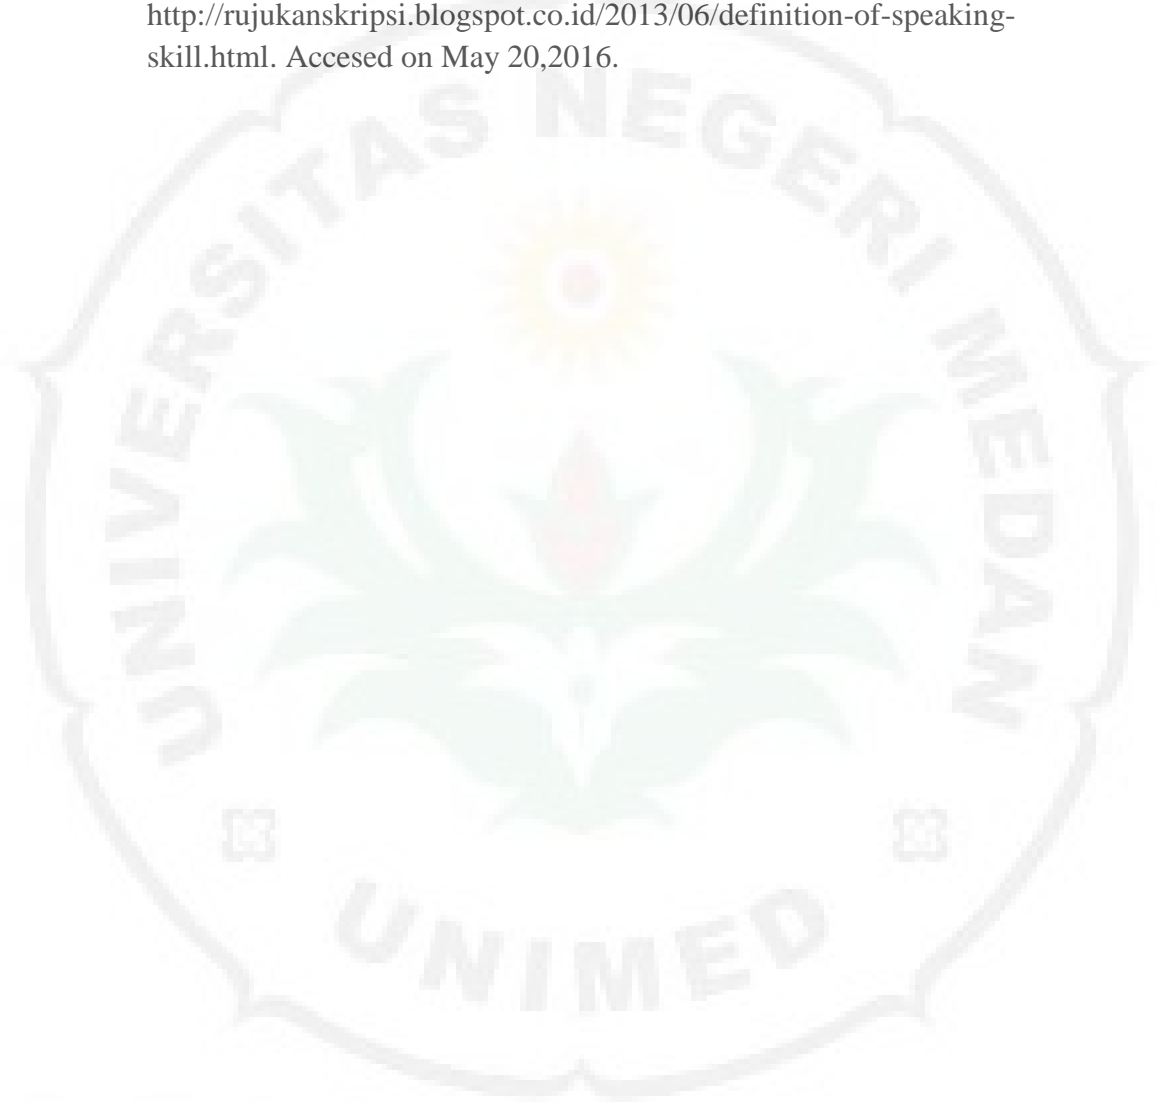 http://rujukanskripsi.blogspot.co.id/2013/06/definition-of-speaking-
skill.html. Accesed on May 20,2016.
UNIVERSITAS NEGERI MEDAN
UNIMED